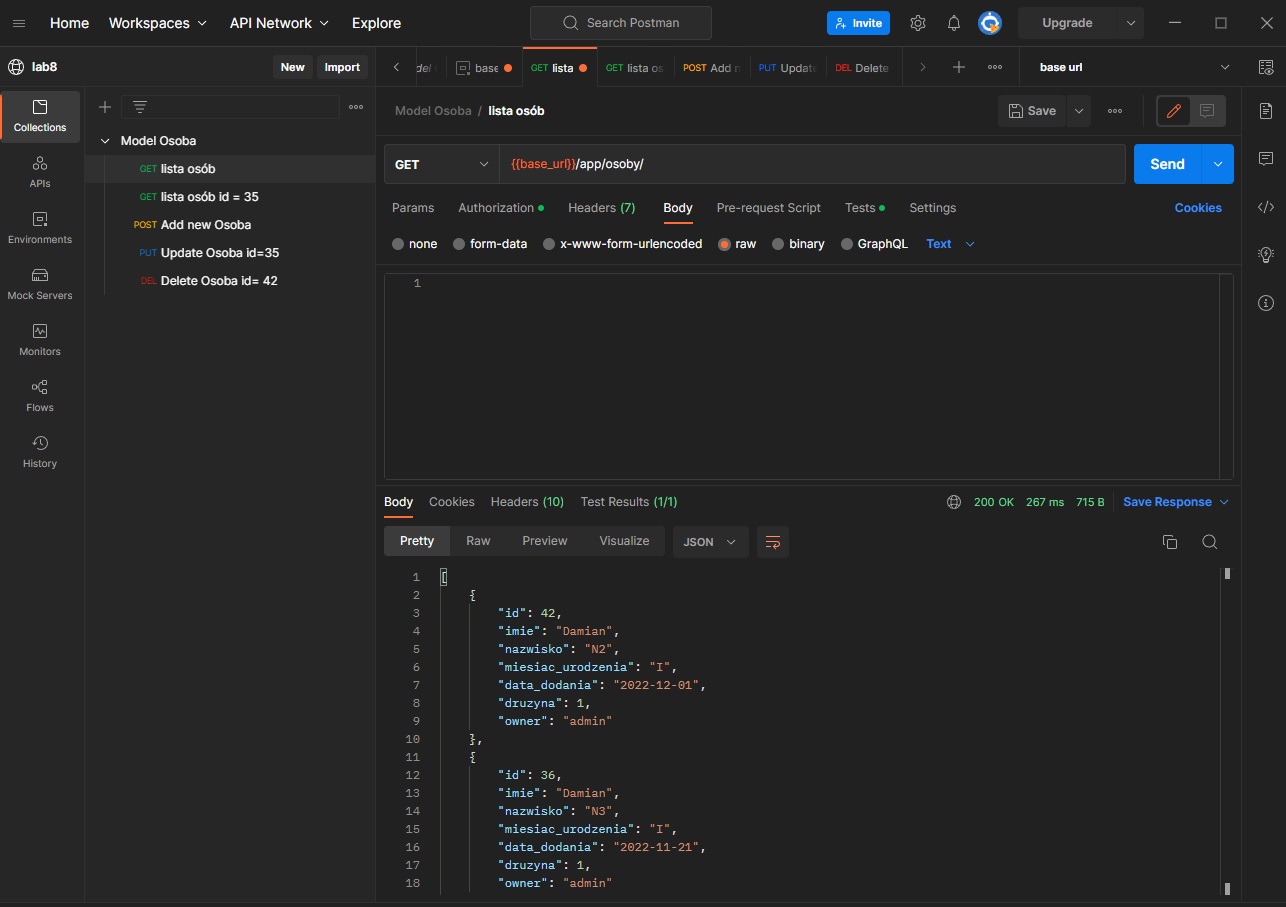 Home Workspaces API Network Explore Search Postman Invite Upgrade
lab8 New Import
base GET lista GET lista os POST Add n PUT Update DEL Delete base url
Collections
APIs
Environments
Mock Servers
Monitors
Flows
History
Model Osoba
GET lista osób
GET lista osób id = 35
POST Add new Osoba
PUT Update Osoba id=35
DEL Delete Osoba id= 42
Model Osoba / lista osób Save
GET {{base_url}}/app/osoby/ Send
Params Authorization Headers (7) Body Pre-request Script Tests Settings Cookies
none form-data x-www-form-urlencoded raw binary GraphQL Text
1
Body Cookies Headers (10) Test Results (1/1) 200 OK 267 ms 715 B Save Response
Pretty Raw Preview Visualize JSON
1 [
2 {
3 "id": 42,
4 "imie": "Damian",
5 "nazwisko": "N2",
6 "miesiac_urodzenia": "I",
7 "data_dodania": "2022-12-01",
8 "druzyna": 1,
9 "owner": "admin"
10 },
11 {
12 "id": 36,
13 "imie": "Damian",
14 "nazwisko": "N3",
15 "miesiac_urodzenia": "I",
16 "data_dodania": "2022-11-21",
17 "druzyna": 1,
18 "owner": "admin"